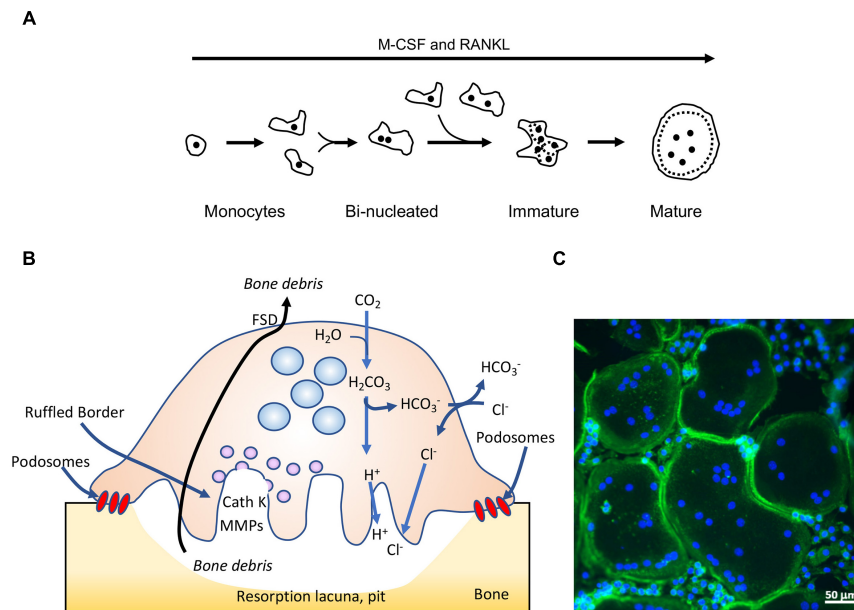 A
M-CSF and RANKL
Monocytes
Bi-nucleated
Immature
Mature
B
Bone debris
FSD
CO2
H2O
H2CO3
HCO3-
HCO3-
Cl-
Cl-
Ruffled Border
Podosomes
Podosomes
H+
Cath K
MMPs
H+
Cl-
Bone debris
Resorption lacuna, pit
Bone
C
50 µm